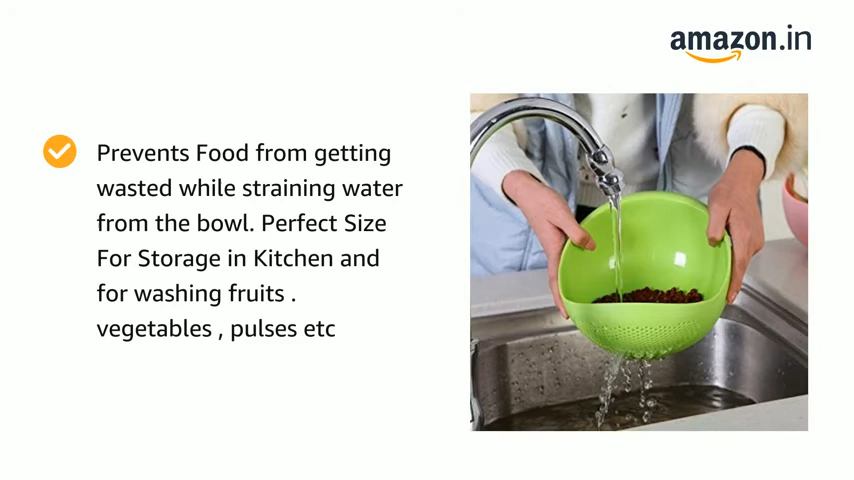 amazon.in
Prevents Food from getting
wasted while straining water
from the bowl. Perfect Size
For Storage in Kitchen and
for washing fruits .
vegetables , pulses etc